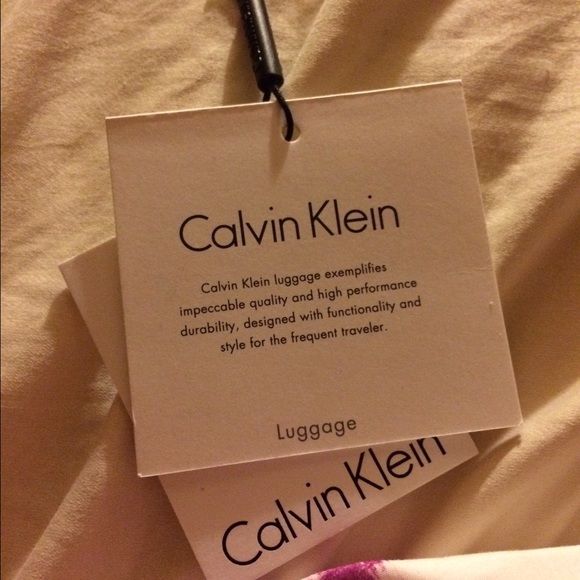 Calvin Klein
Calvin Klein luggage exemplifies
impeccable quality and high performance
durability, designed with functionality and
style for the frequent traveler.
Luggage
Calvin Klein